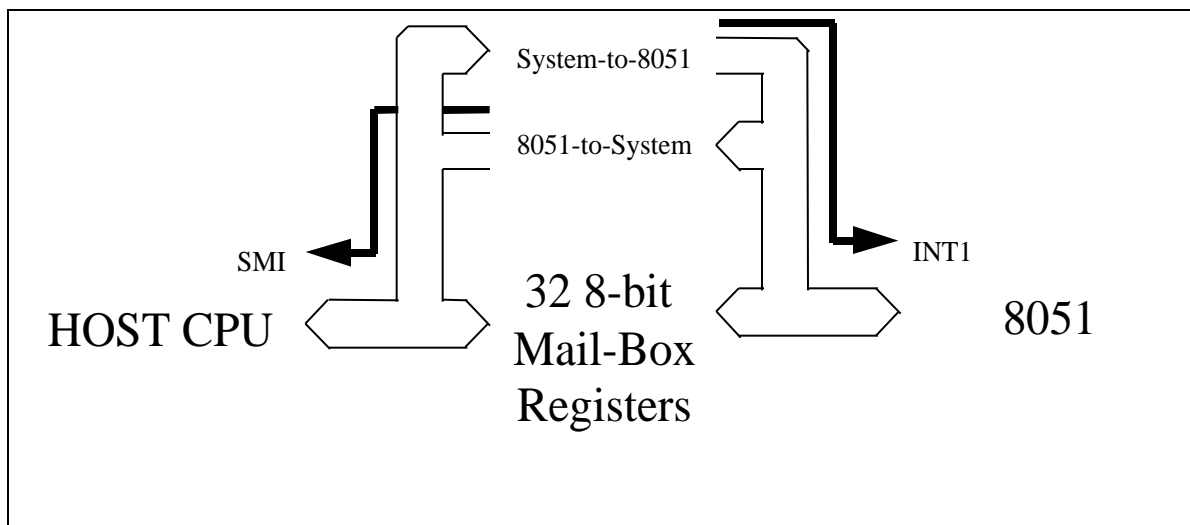 System-to-8051
8051-to-System
SMI
INT1
HOST CPU
32 8-bit
Mail-Box
Registers
8051